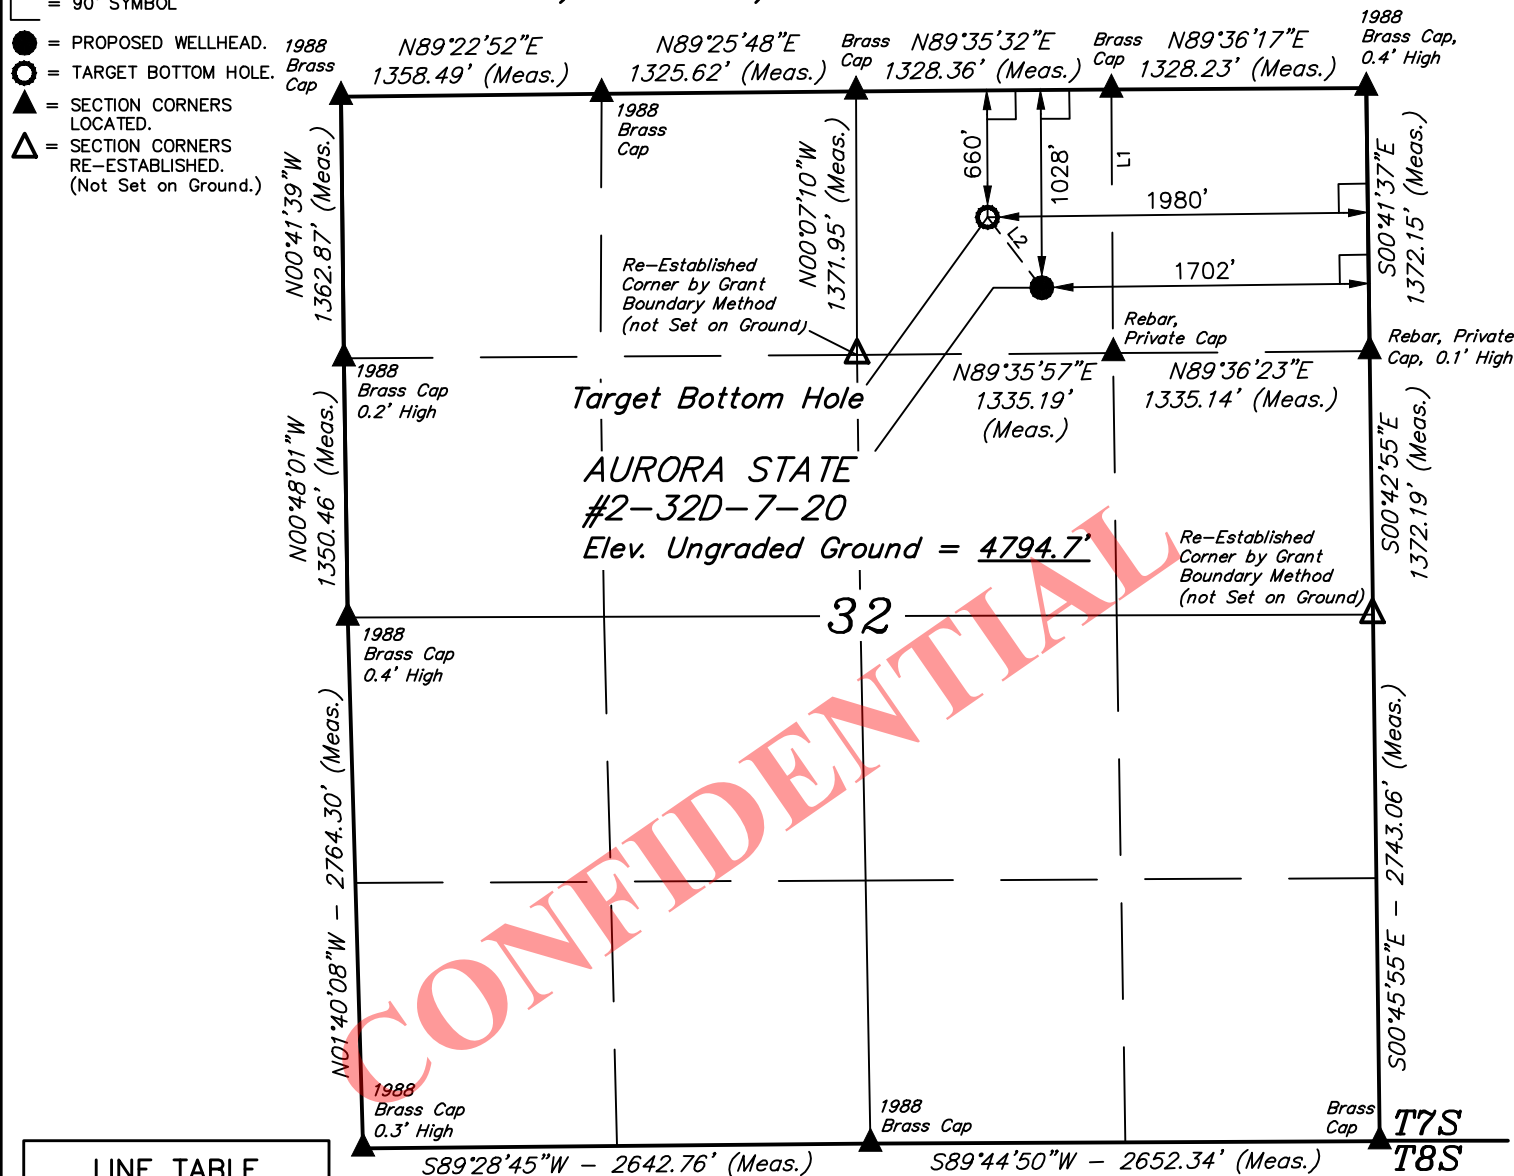 = 90° SYMBOL
= PROPOSED WELLHEAD.
= TARGET BOTTOM HOLE.
= SECTION CORNERS
LOCATED.
= SECTION CORNERS
RE-ESTABLISHED.
(Not Set on Ground.)
1988
Brass
Cap
N89°22'52"E
1358.49' (Meas.)
1988
Brass
Cap
N89°25'48"E
1325.62' (Meas.)
Brass
Cap
N89°35'32"E
1328.36' (Meas.)
Brass
Cap
N89°36'17"E
1328.23' (Meas.)
1988
Brass Cap,
0.4' High
N00°41'39"W
1362.87' (Meas.)
N00°07'10"W
1371.95' (Meas.)
660'
1028'
L1
L2
1980'
1702'
S00°41'37"E
1372.15' (Meas.)
Re-Established
Corner by Grant
Boundary Method
(not Set on Ground)
Rebar,
Private Cap
Rebar, Private
Cap, 0.1' High
1988
Brass Cap
0.2' High
Target Bottom Hole
N89°35'57"E
1335.19'
(Meas.)
N89°36'23"E
1335.14' (Meas.)
N00°48'01"W
1350.46' (Meas.)
S00°42'55"E
1372.19' (Meas.)
AURORA STATE
#2-32D-7-20
Elev. Ungraded Ground = 4794.7'
Re-Established
Corner by Grant
Boundary Method
(not Set on Ground)
32
1988
Brass Cap
0.4' High
CONFIDENTIAL
N01°40'08"W - 2764.30' (Meas.)
S00°45'55"E - 2743.06' (Meas.)
1988
Brass Cap
0.3' High
1988
Brass Cap
Brass
Cap
T7S
T8S
S89°28'45"W - 2642.76' (Meas.)
S89°44'50"W - 2652.34' (Meas.)
LINE TABLE